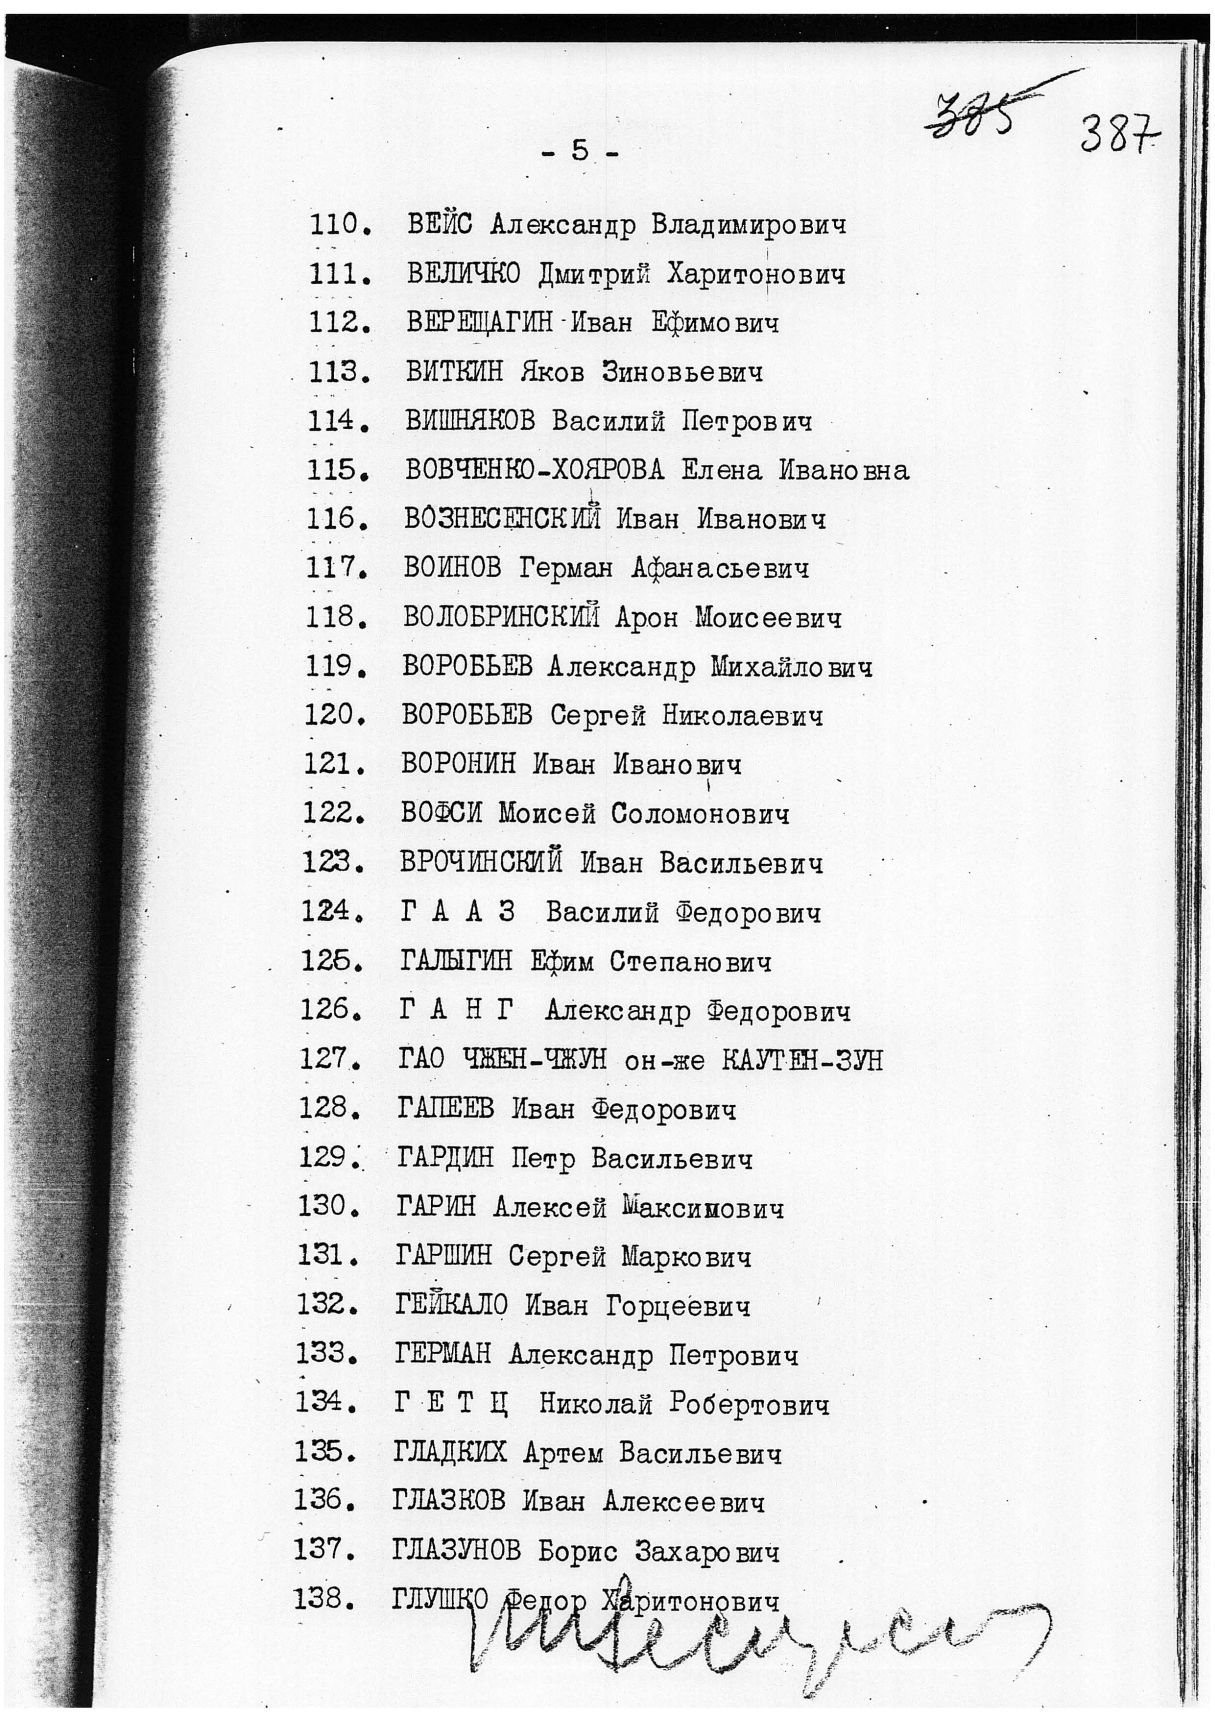 385 387
- 5 -
110. ВЕЙС Александр Владимирович
111. ВЕЛИЧКО Дмитрий Харитонович
112. ВЕРЕЩАГИН Иван Ефимович
113. ВИТКИН Яков Зиновьевич
114. ВИШНЯКОВ Василий Петрович
115. ВОВЧЕНКО-ХОЯРОВА Елена Ивановна
116. ВОЗНЕСЕНСКИЙ Иван Иванович
117. ВОИНОВ Герман Афанасьевич
118. ВОЛОБРИНСКИЙ Арон Моисеевич
119. ВОРОБЬЕВ Александр Михайлович
120. ВОРОБЬЕВ Сергей Николаевич
121. ВОРОНИН Иван Иванович
122. ВОФСИ Моисей Соломонович
123. ВРОЧИНСКИЙ Иван Васильевич
124. Г А А З Василий Федорович
125. ГАЛЫГИН Ефим Степанович
126. Г А Н Г Александр Федорович
127. ГАО ЧЖЕН-ЧЖУН он-же КАУТЕН-ЗУН
128. ГАПЕЕВ Иван Федорович
129. ГАРДИН Петр Васильевич
130. ГАРИН Алексей Максимович
131. ГАРШИН Сергей Маркович
132. ГЕЙКАЛО Иван Горцеевич
133. ГЕРМАН Александр Петрович
134. Г Е Т Ц Николай Робертович
135. ГЛАДКИХ Артем Васильевич
136. ГЛАЗКОВ Иван Алексеевич
137. ГЛАЗУНОВ Борис Захарович
138. ГЛУШКО Федор Харитонович